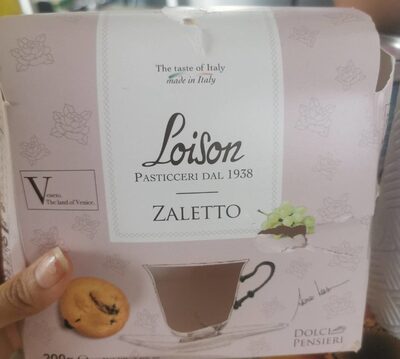 The taste of Italy
made in Italy
Loison
PASTICCERI DAL 1938
ZALETTO
Veneto.
The land of Venice.
DOLCI
PENSIERI
200g